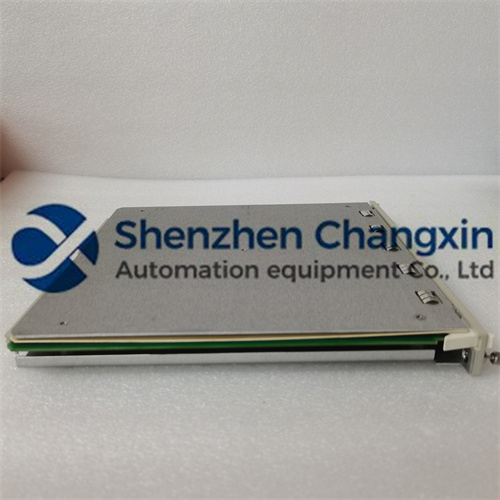 Shenzhen Changxin
Automation equipment Co., Ltd